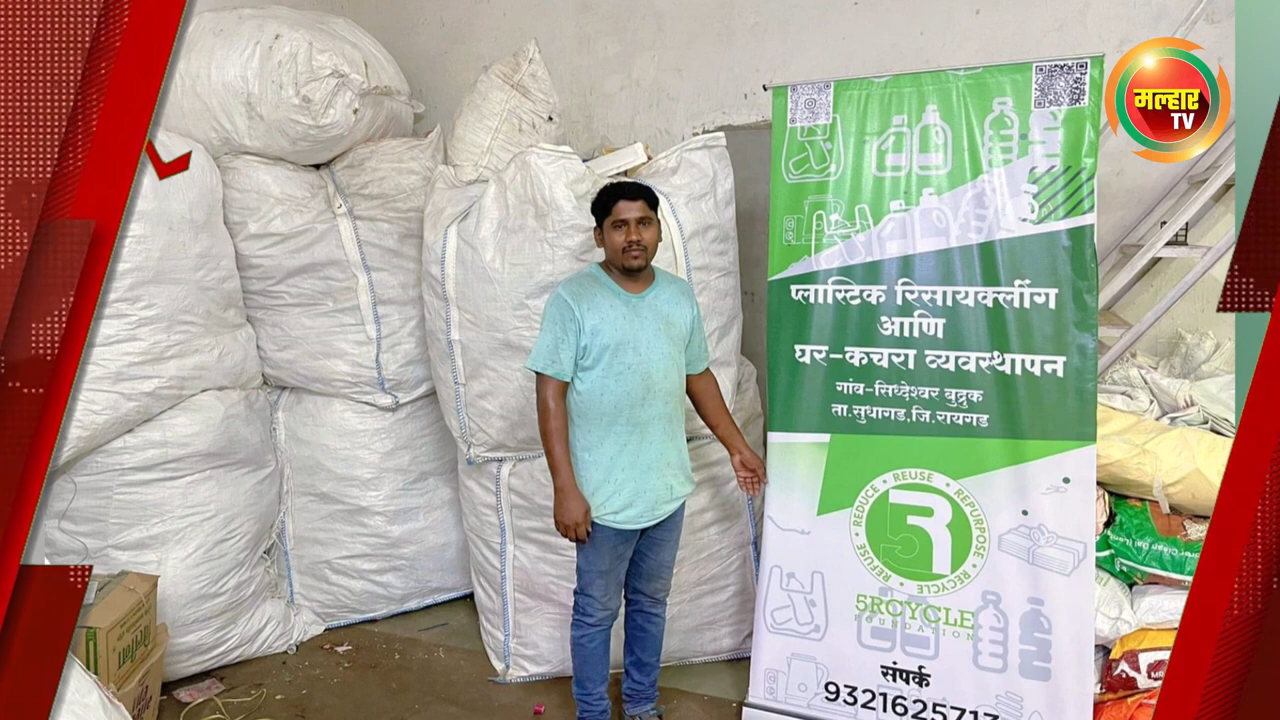 मल्हार
TV
प्लास्टिक रिसायक्लींग
आणि
घर-कचरा व्यवस्थापन
गांव-सिध्देश्वर बुद्रुक
ता.सुधागड,जि.रायगड
REFUSE • REDUCE • REUSE • REPURPOSE • RECYCLE
5R
5RCYCLE
FOUNDATION
संपर्क